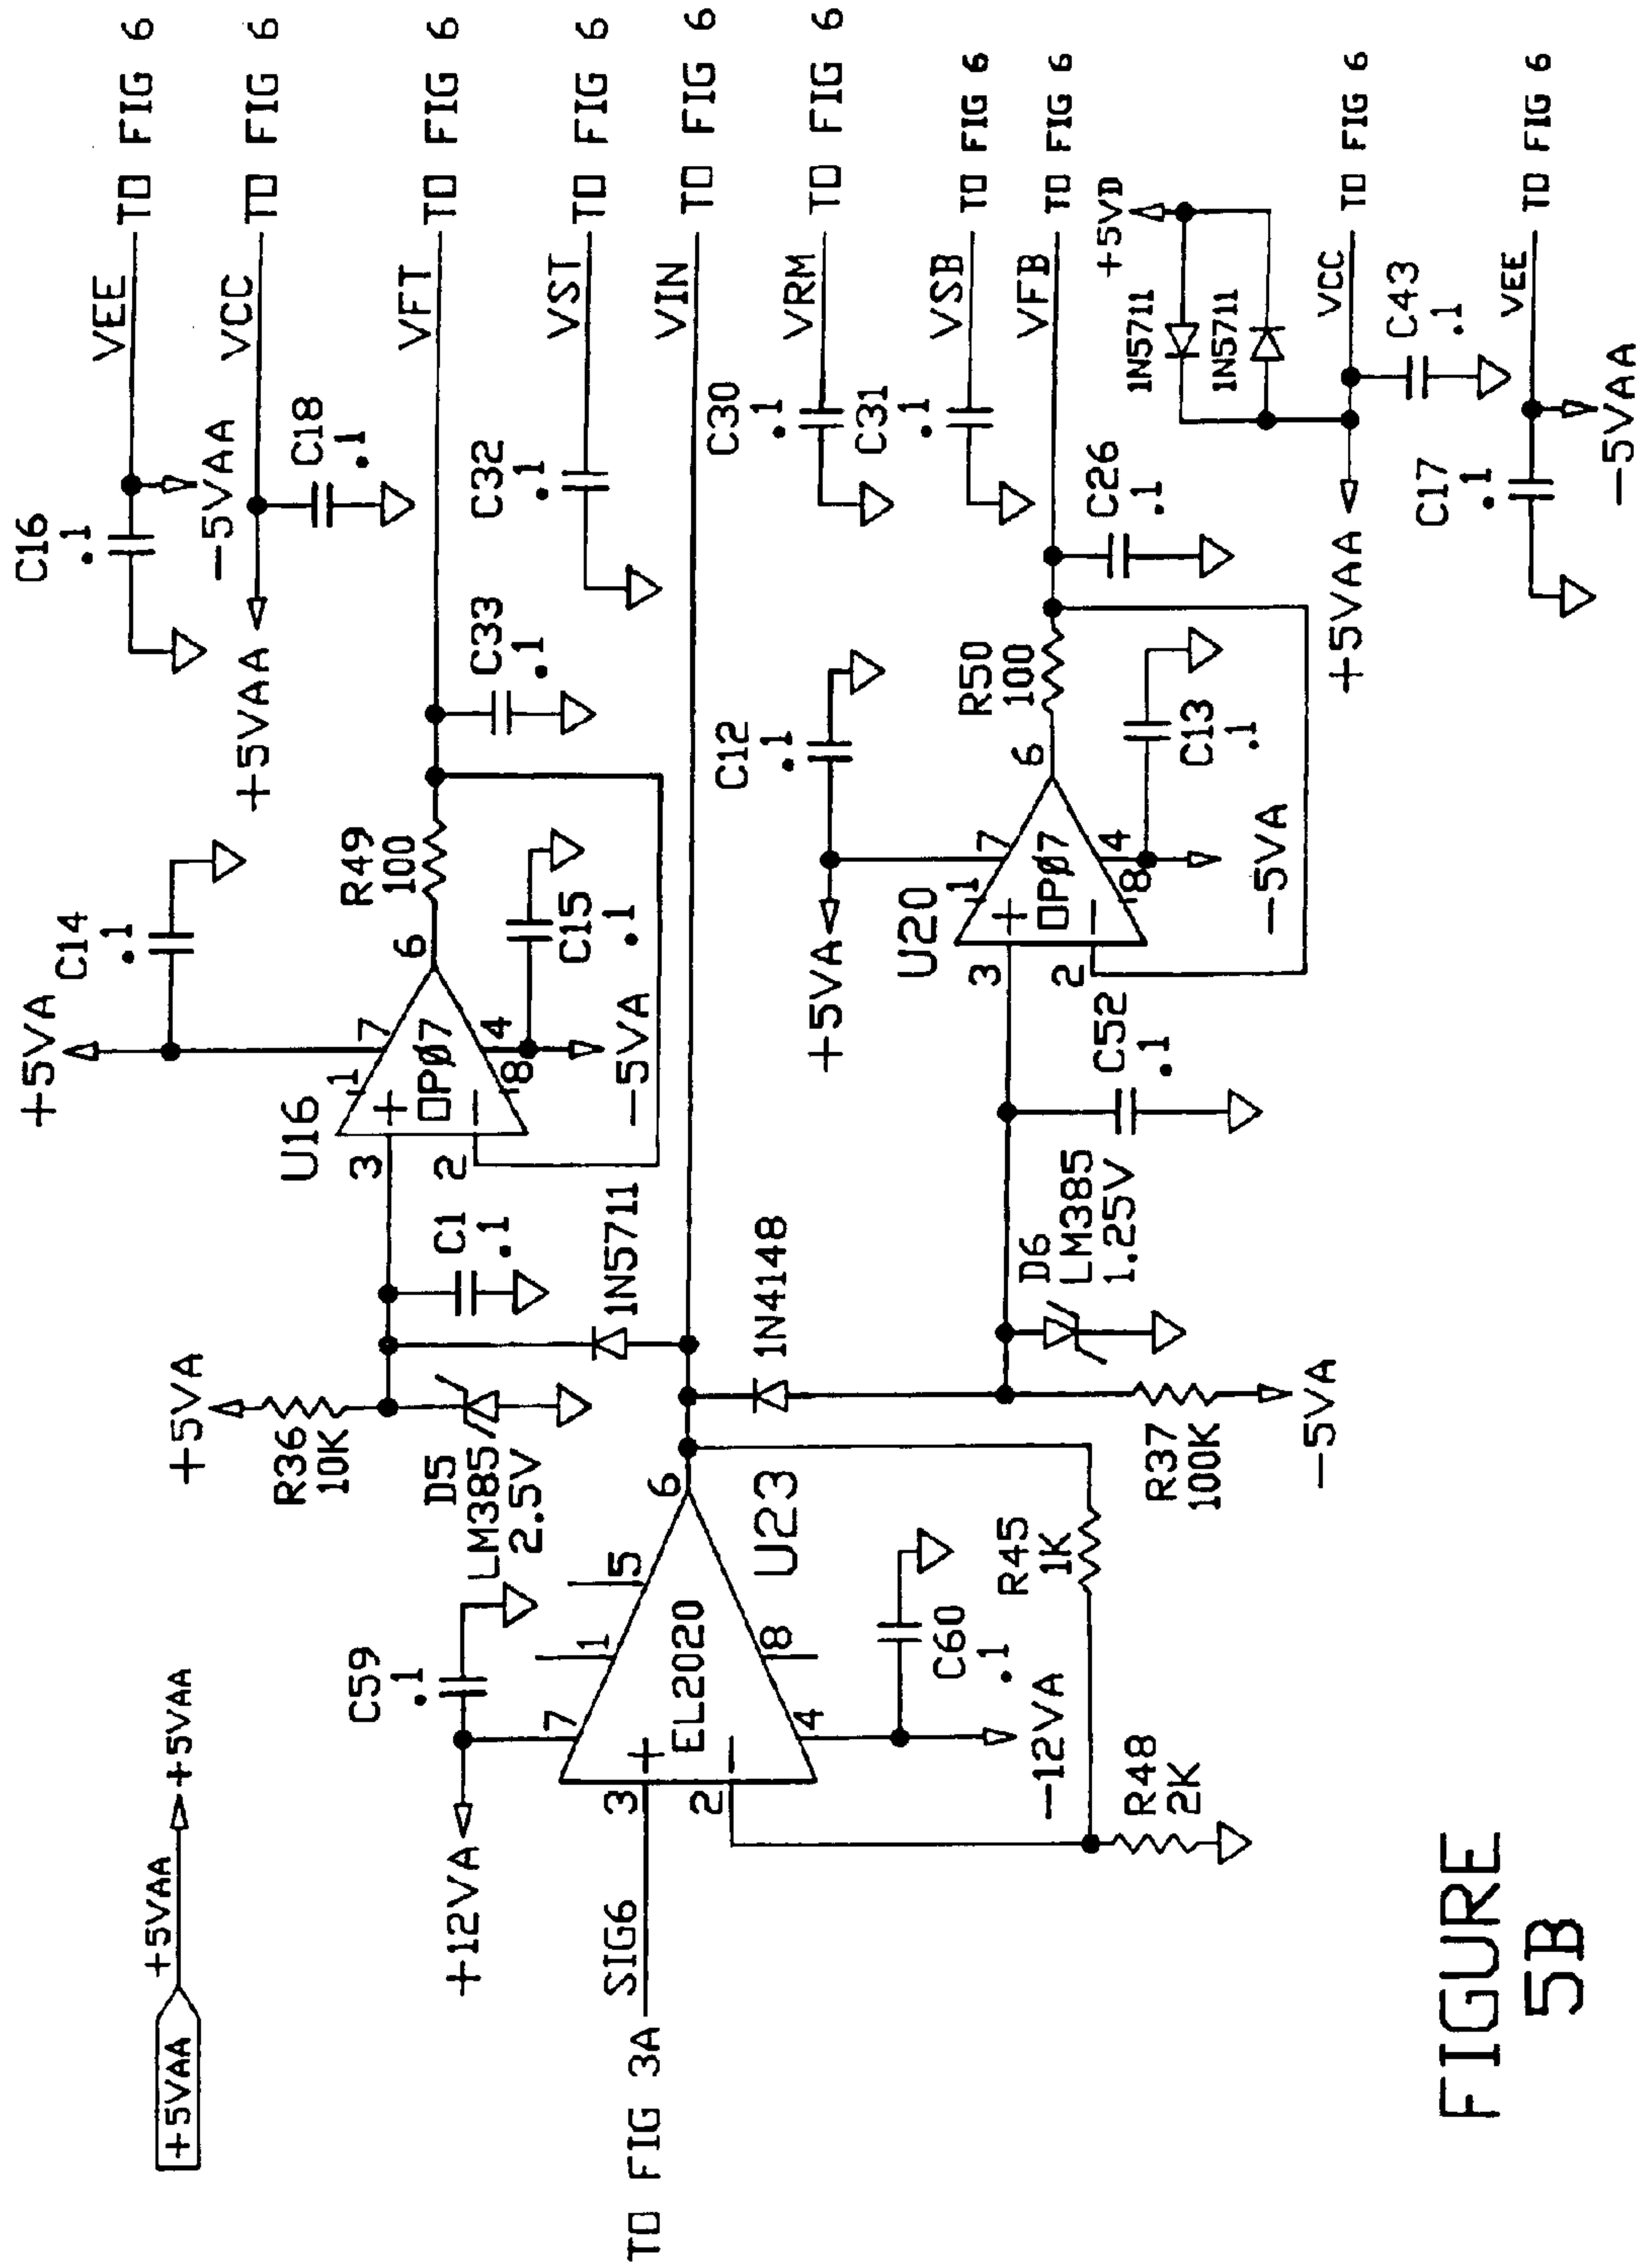 +5VAA
+5VAA
+5VAA
TO FIG 3A
SIG6
+12VA
C59
.1
3
2
7
1
5
EL2020
4
8
6
U23
C60
.1
-12VA
R45
1K
R48
2K
+5VA
R36
10K
D5
LM385/
2.5V
1N5711
1N4148
C1
.1
D6
LM385
1.25V
R37
100K
-5VA
C52
.1
+5VA
C14
.1
U16
3
2
1
7
OPØ7
8
4
6
C15
.1
-5VA
R49
100
C33
.1
C16
.1
-5VAA
VEE
TO FIG 6
+5VAA
C18
.1
VCC
TO FIG 6
VFT
TO FIG 6
C32
.1
VST
TO FIG 6
VIN
TO FIG 6
C30
.1
VRM
TO FIG 6
C31
.1
VSB
TO FIG 6
+5VA
C12
.1
U20
3
2
1
7
OPØ7
8
4
6
C13
.1
-5VA
R50
100
C26
.1
VFB
TO FIG 6
+5VD
1N5711
1N5711
+5VAA
VCC
TO FIG 6
C43
.1
C17
.1
VEE
TO FIG 6
-5VAA
FIGURE
5B